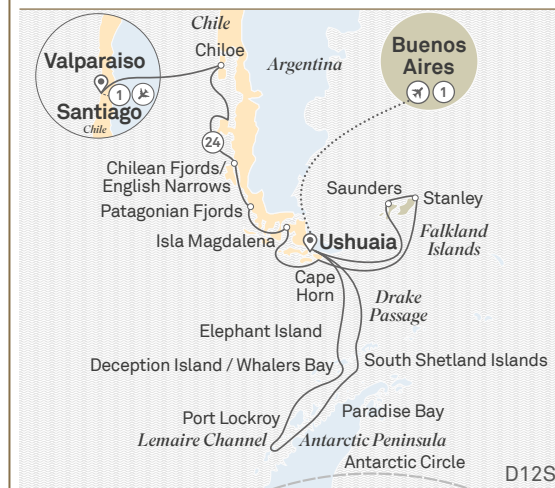 Chile
Chiloe
Valparaiso
1
Santiago
Chile
Argentina
Buenos
Aires
1
24
Chilean Fjords/
English Narrows
Patagonian Fjords
Isla Magdalena
Saunders
Stanley
Ushuaia
Falkland
Islands
Cape
Horn
Drake
Passage
Elephant Island
Deception Island / Whalers Bay
South Shetland Islands
Port Lockroy
Paradise Bay
Lemaire Channel
Antarctic Peninsula
Antarctic Circle
D12S